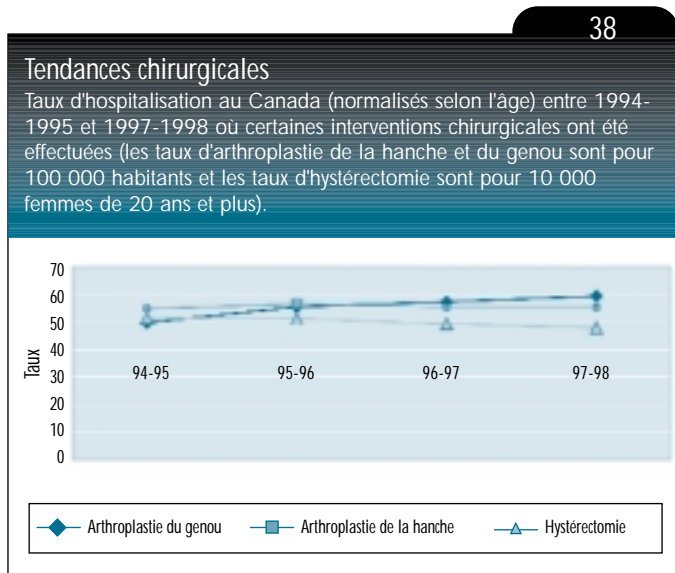 38
Tendances chirurgicales
Taux d'hospitalisation au Canada (normalisés selon l'âge) entre 1994-
1995 et 1997-1998 où certaines interventions chirurgicales ont été
effectuées (les taux d'arthroplastie de la hanche et du genou sont pour
100 000 habitants et les taux d'hystérectomie sont pour 10 000
femmes de 20 ans et plus).
70
60
50
40
30
20
10
0
Taux
94-95 95-96 96-97 97-98
Arthroplastie du genou Arthroplastie de la hanche Hystérectomie